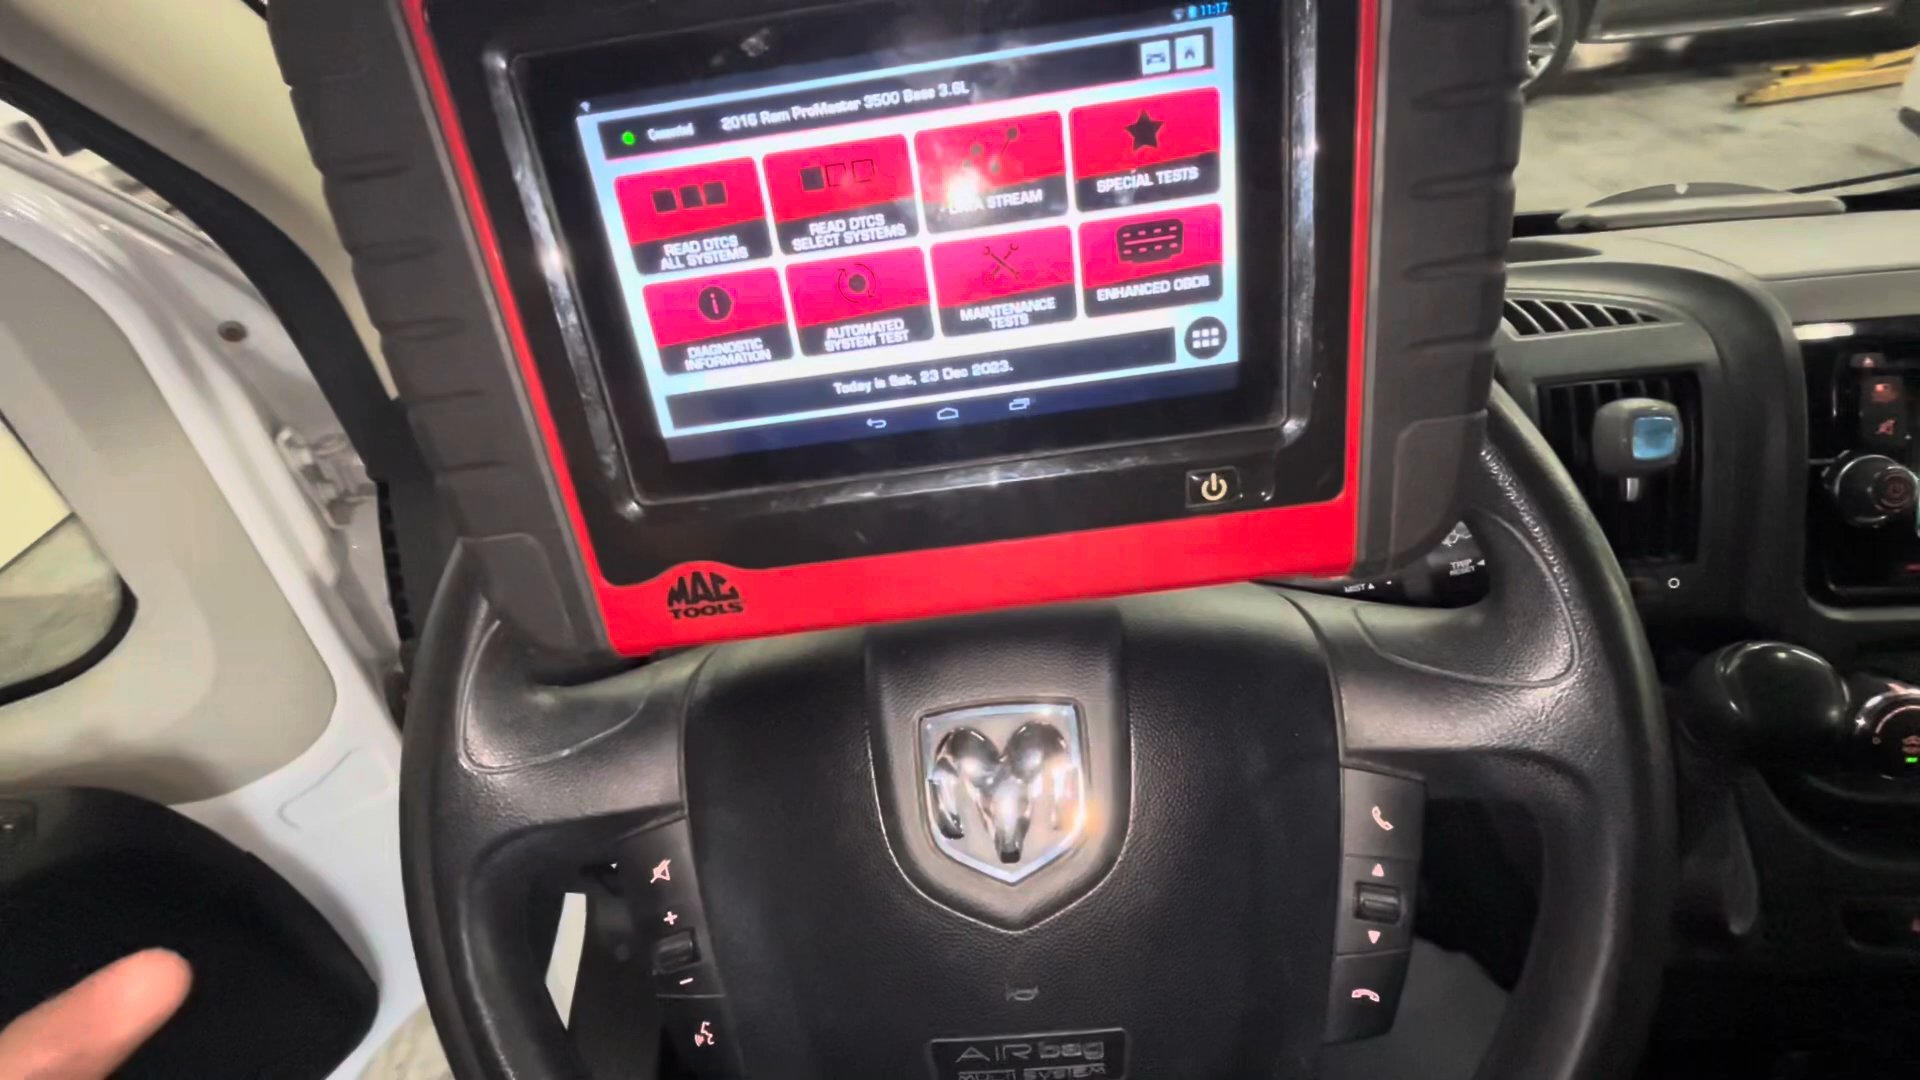 11:17
Connected
2016 Ram ProMaster 3500 Base 3.6L
READ DTCS
ALL SYSTEMS
READ DTCS
SELECT SYSTEMS
DATA STREAM
SPECIAL TESTS
DIAGNOSTIC
INFORMATION
AUTOMATED
SYSTEM TEST
MAINTENANCE
TESTS
ENHANCED OBDII
Today is Sat, 23 Dec 2023.
MAC
TOOLS
MIST
TRIP
RESET
+
-
AIRbag
MULTI SYSTEM